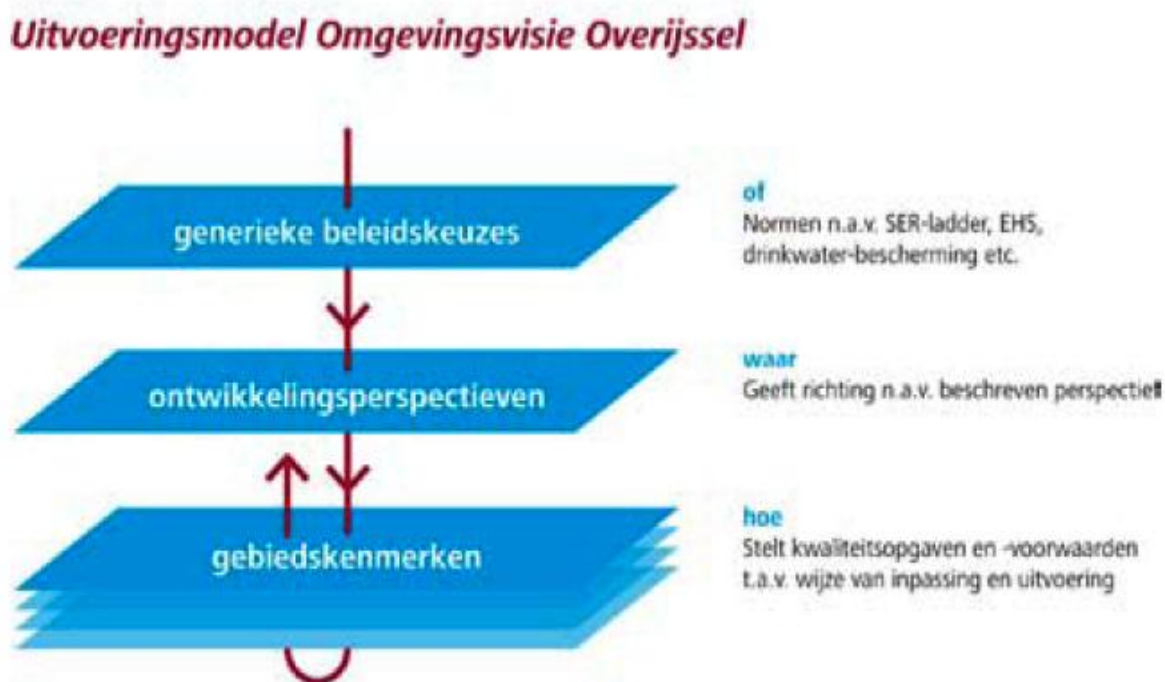 Uitvoeringsmodel Omgevingsvisie Overijssel
generieke beleidskeuzes
of
Normen n.a.v. SER-ladder, EHS,
drinkwater-bescherming etc.
ontwikkelingsperspectieven
waar
Geeft richting n.a.v. beschreven perspectief
gebiedskenmerken
hoe
Stelt kwaliteitsopgaven en -voorwaarden
t.a.v. wijze van inpassing en uitvoering